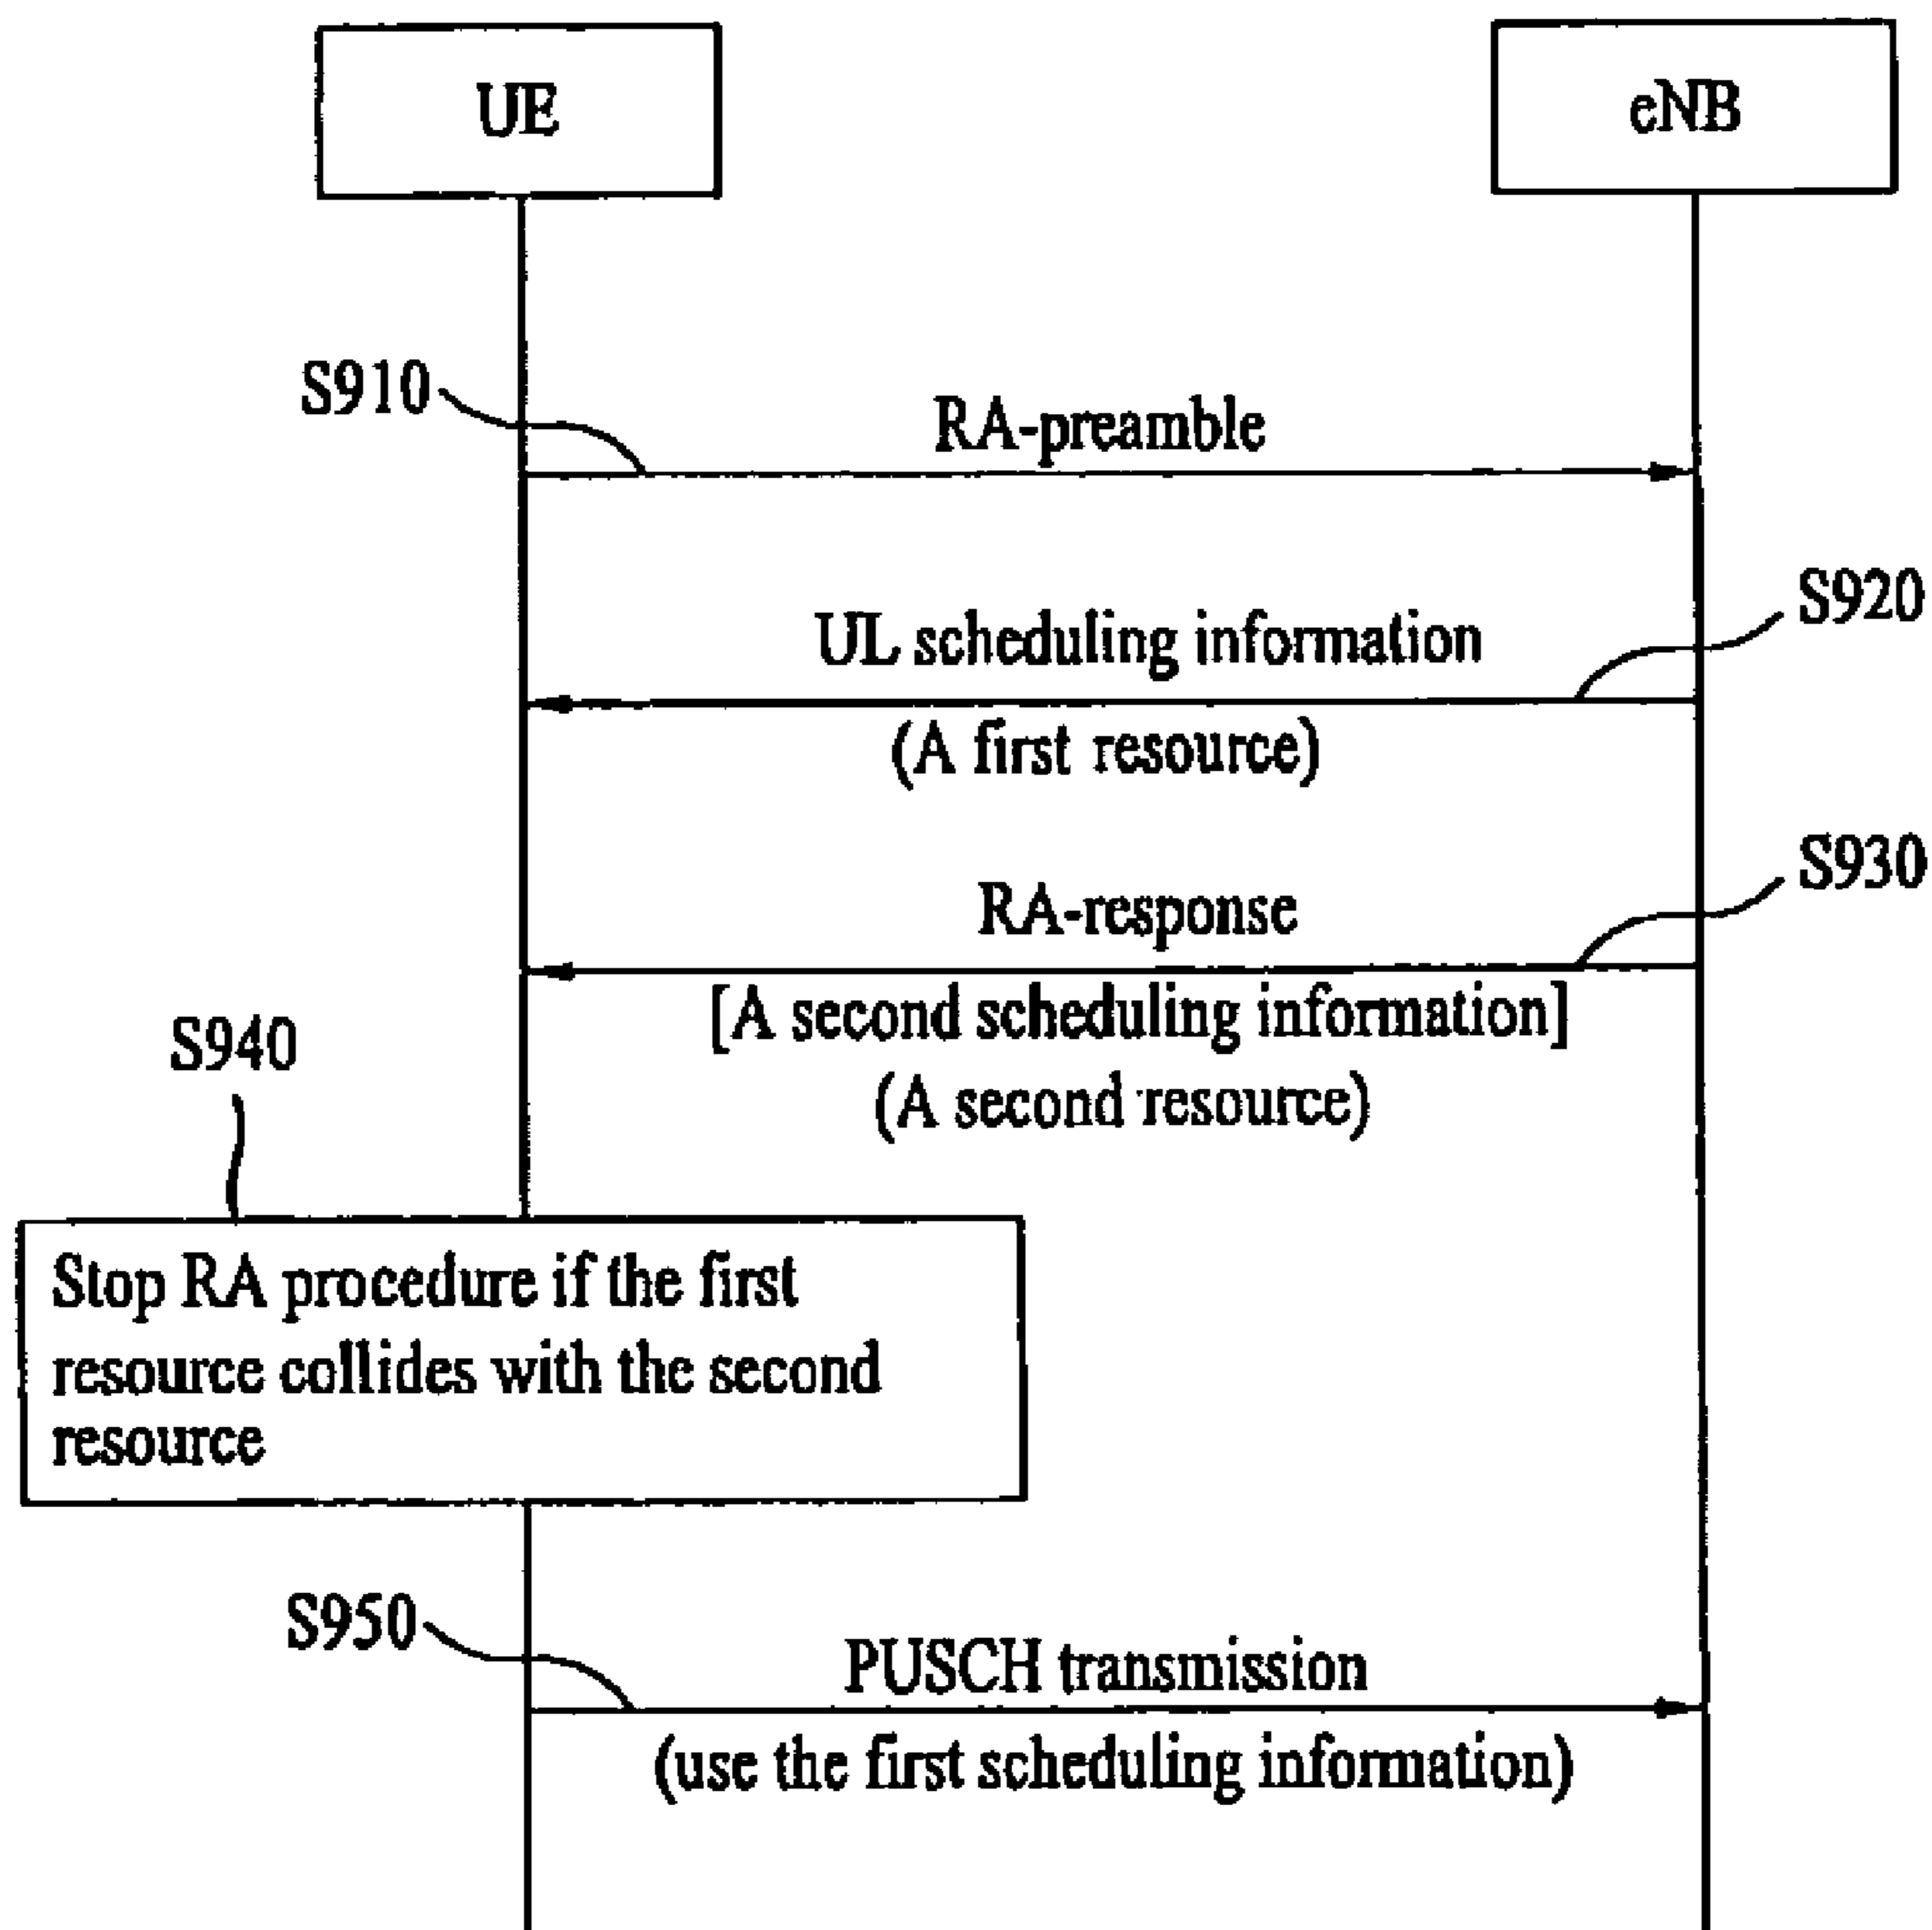 UE
eNB
S910
RA-preamble
S920
UL scheduling information
(A first resource)
S930
RA-response
[A second scheduling information]
(A second resource)
S940
Stop RA procedure if the first
resource collides with the second
resource
S950
PUSCH transmission
(use the first scheduling information)